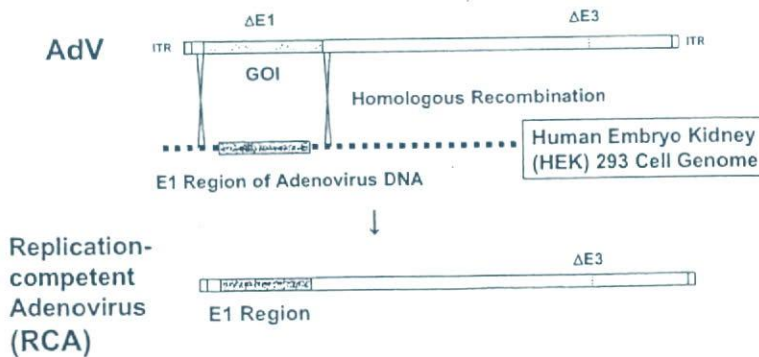 ΔE1 ΔE3
AdV ITR ITR
GOI
Homologous Recombination
Human Embryo Kidney
(HEK) 293 Cell Genome
E1 Region of Adenovirus DNA
↓
Replication-
competent
Adenovirus
(RCA)
ΔE3
E1 Region